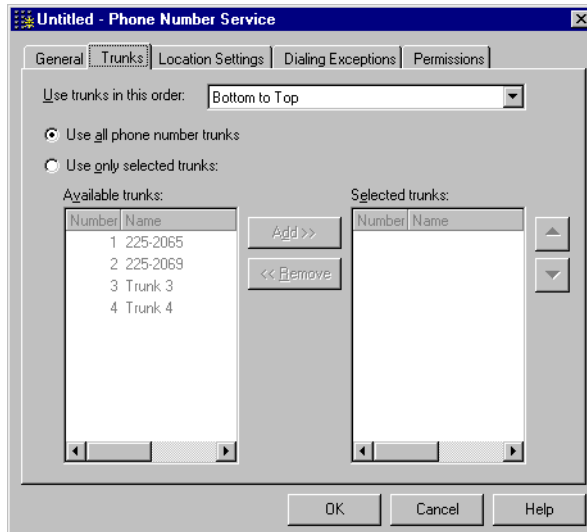 Untitled - Phone Number Service
General Trunks Location Settings Dialing Exceptions Permissions
Use trunks in this order: Bottom to Top
Use all phone number trunks
Use only selected trunks:
Available trunks: Selected trunks:
Number Name Number Name
1 225-2065 Add >>
2 225-2069
3 Trunk 3 << Remove
4 Trunk 4
OK Cancel Help